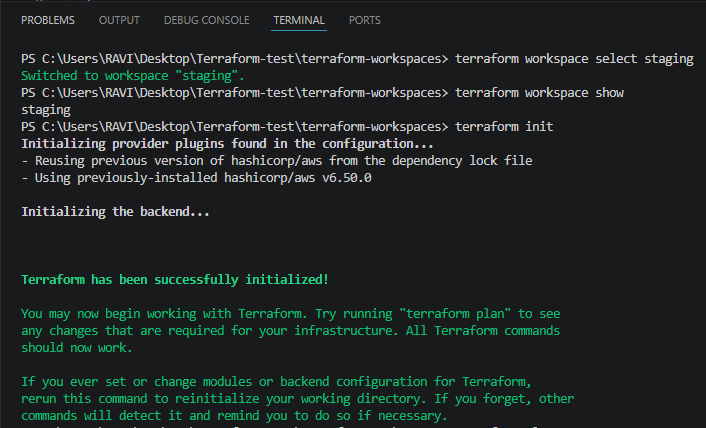 PROBLEMS OUTPUT DEBUG CONSOLE TERMINAL PORTS
PS C:\Users\RAVI\Desktop\Terraform-test\terraform-workspaces> terraform workspace select staging
Switched to workspace "staging".
PS C:\Users\RAVI\Desktop\Terraform-test\terraform-workspaces> terraform workspace show
staging
PS C:\Users\RAVI\Desktop\Terraform-test\terraform-workspaces> terraform init
Initializing provider plugins found in the configuration...
- Reusing previous version of hashicorp/aws from the dependency lock file
- Using previously-installed hashicorp/aws v6.50.0
Initializing the backend...
Terraform has been successfully initialized!
You may now begin working with Terraform. Try running "terraform plan" to see
any changes that are required for your infrastructure. All Terraform commands
should now work.
If you ever set or change modules or backend configuration for Terraform,
rerun this command to reinitialize your working directory. If you forget, other
commands will detect it and remind you to do so if necessary.